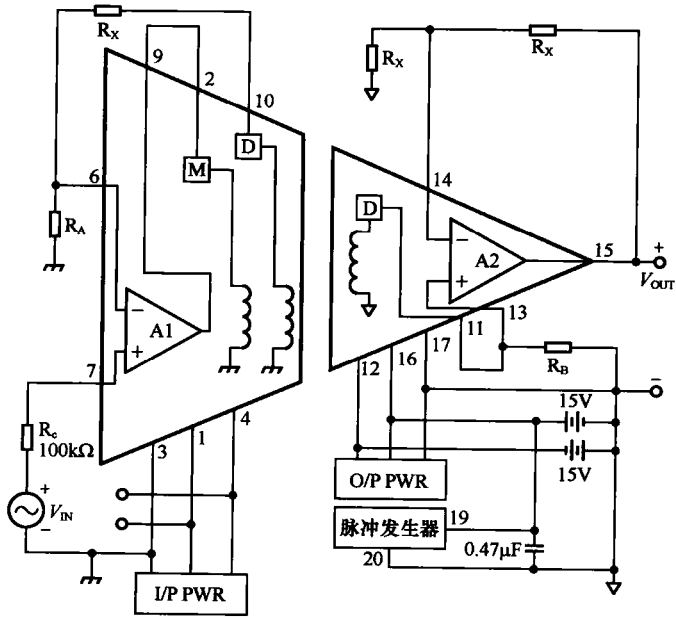 Rx
9
2
10
D
M
6
RA
A1
7
Rc
100kΩ
4
1
3
+
VIN
−
I/P PWR
Rx
Rx
14
D
−
A2
+
15
+
VOUT
13
11
17
16
12
RB
−
15V
15V
O/P PWR
脉冲发生器
19
20
0.47μF
−
+